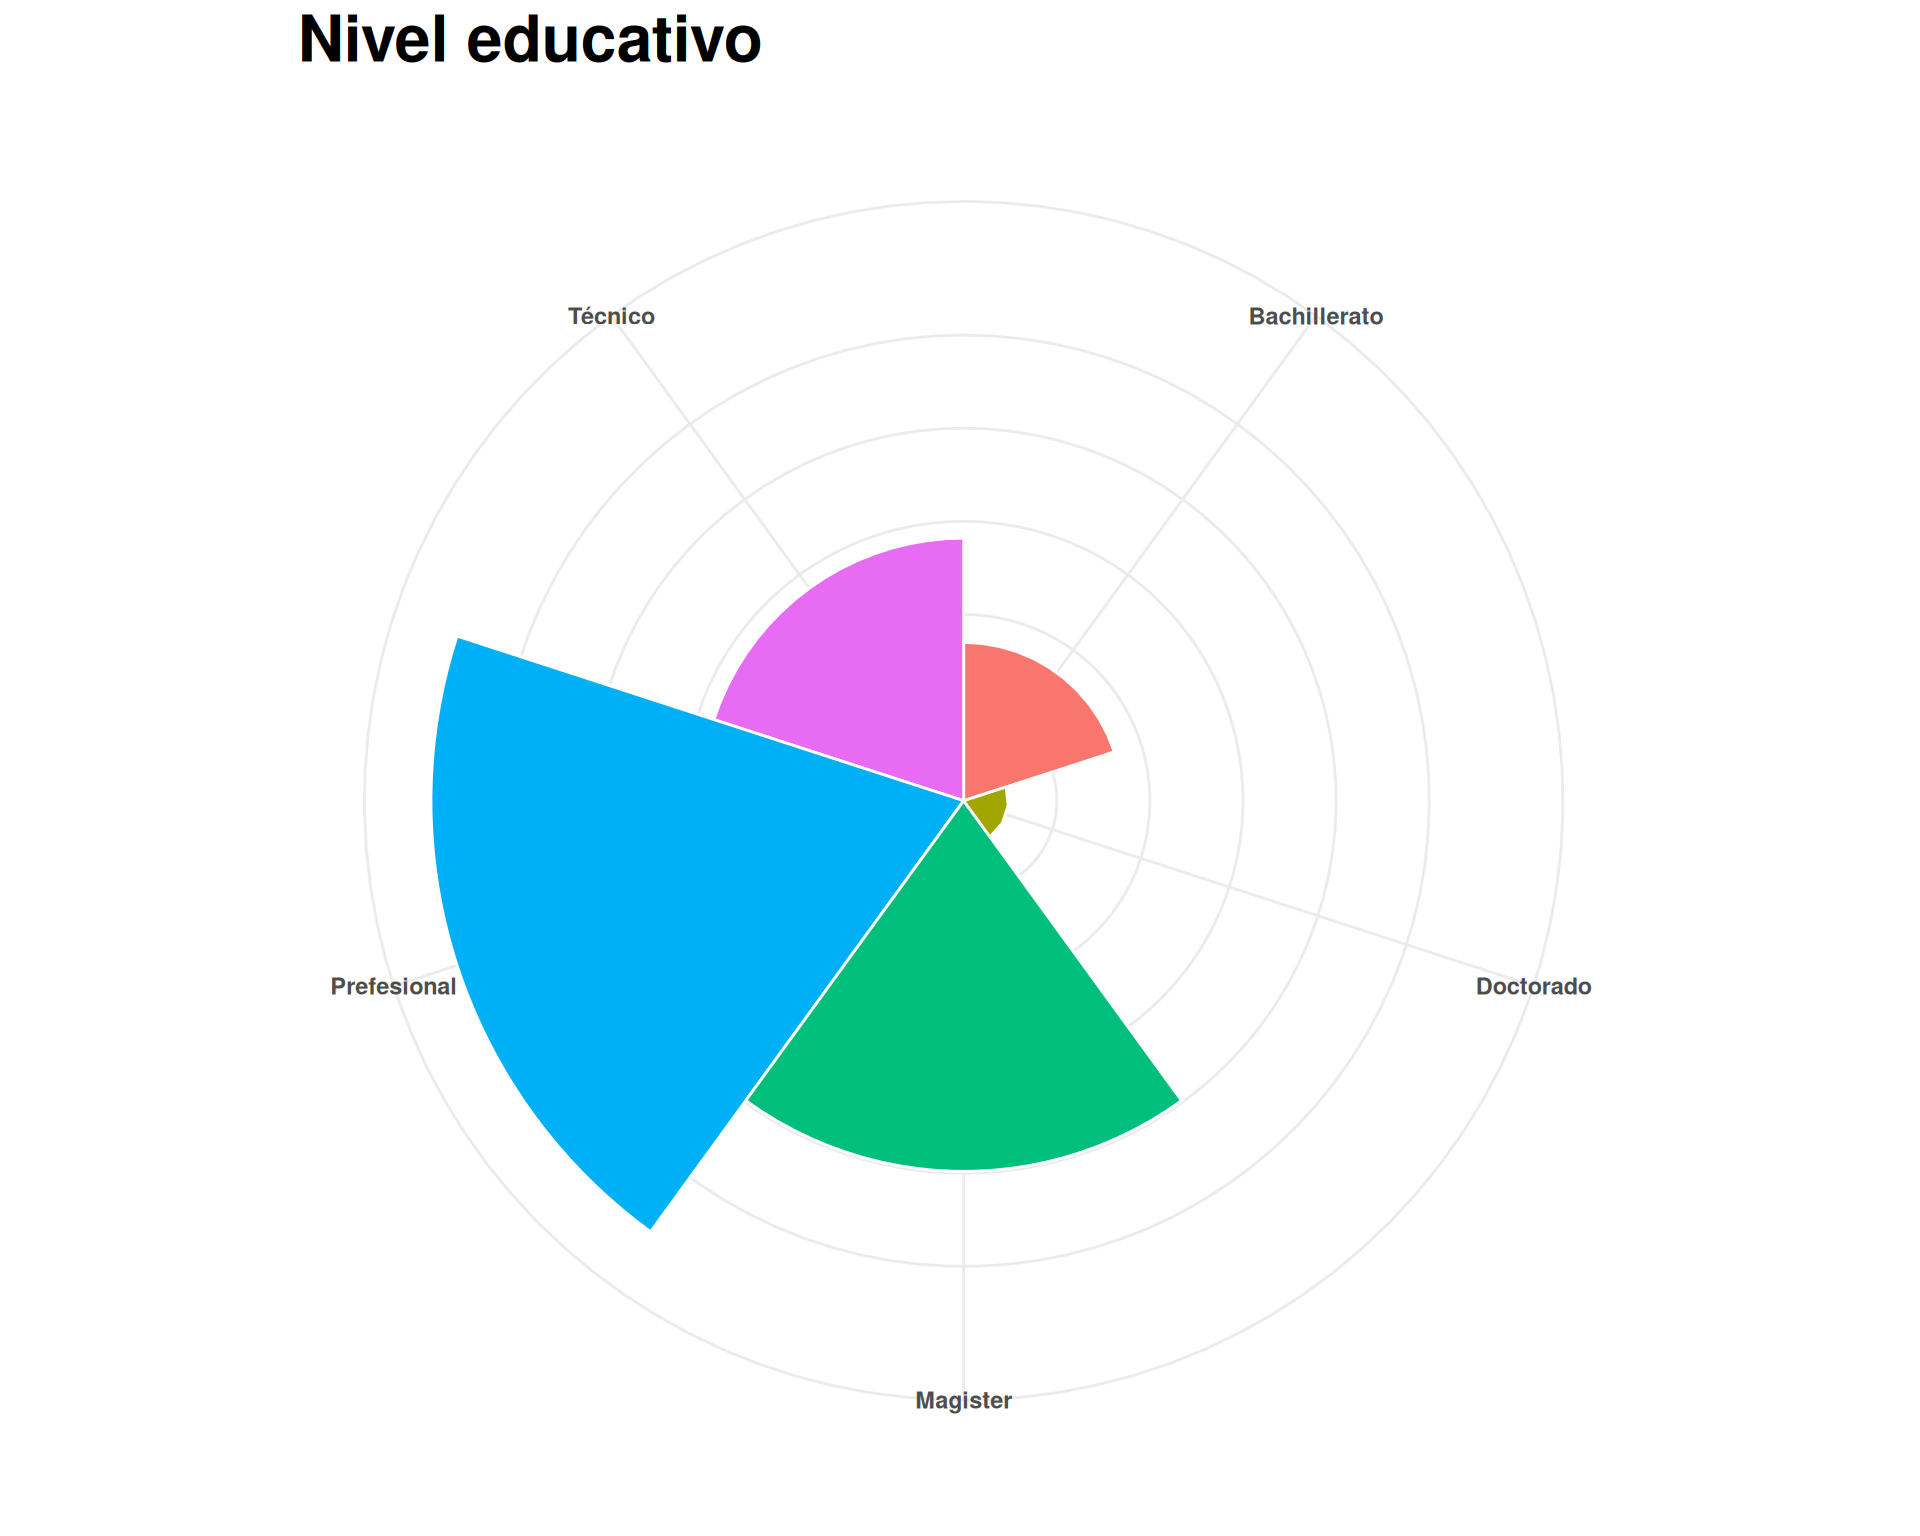 Nivel educativo
Técnico
Bachillerato
Prefesional
Doctorado
Magister